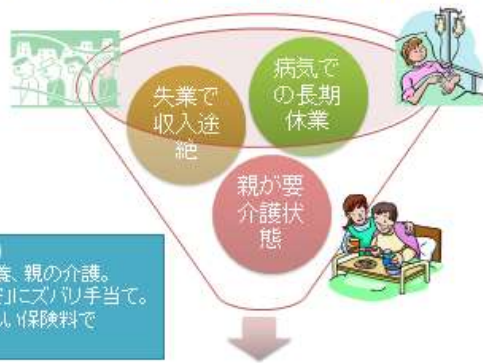 病気で
の長期
休業
失業で
収入途
絶
親が要
介護状
態
、親の介護。
にズバリ手当て。
い保険料で